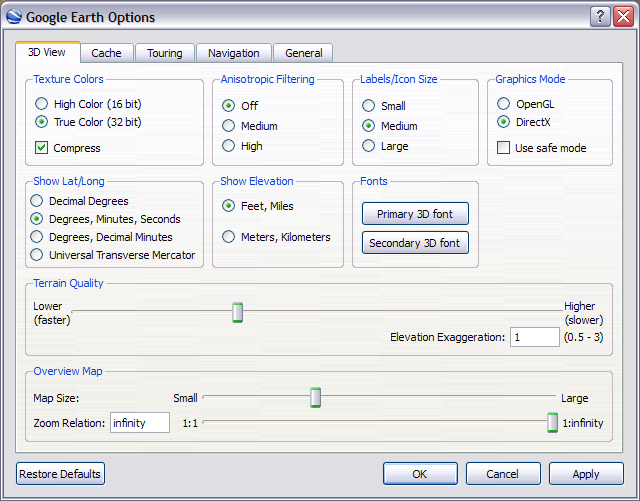 Google Earth Options
3D View Cache Touring Navigation General
Texture Colors
High Color (16 bit)
True Color (32 bit)
Compress
Anisotropic Filtering
Off
Medium
High
Labels/Icon Size
Small
Medium
Large
Graphics Mode
OpenGL
DirectX
Use safe mode
Show Lat/Long
Decimal Degrees
Degrees, Minutes, Seconds
Degrees, Decimal Minutes
Universal Transverse Mercator
Show Elevation
Feet, Miles
Meters, Kilometers
Fonts
Primary 3D font
Secondary 3D font
Terrain Quality
Lower
(faster)
Higher
(slower)
Elevation Exaggeration: 1 (0.5 - 3)
Overview Map
Map Size: Small Large
Zoom Relation: infinity 1:1 1:infinity
Restore Defaults OK Cancel Apply